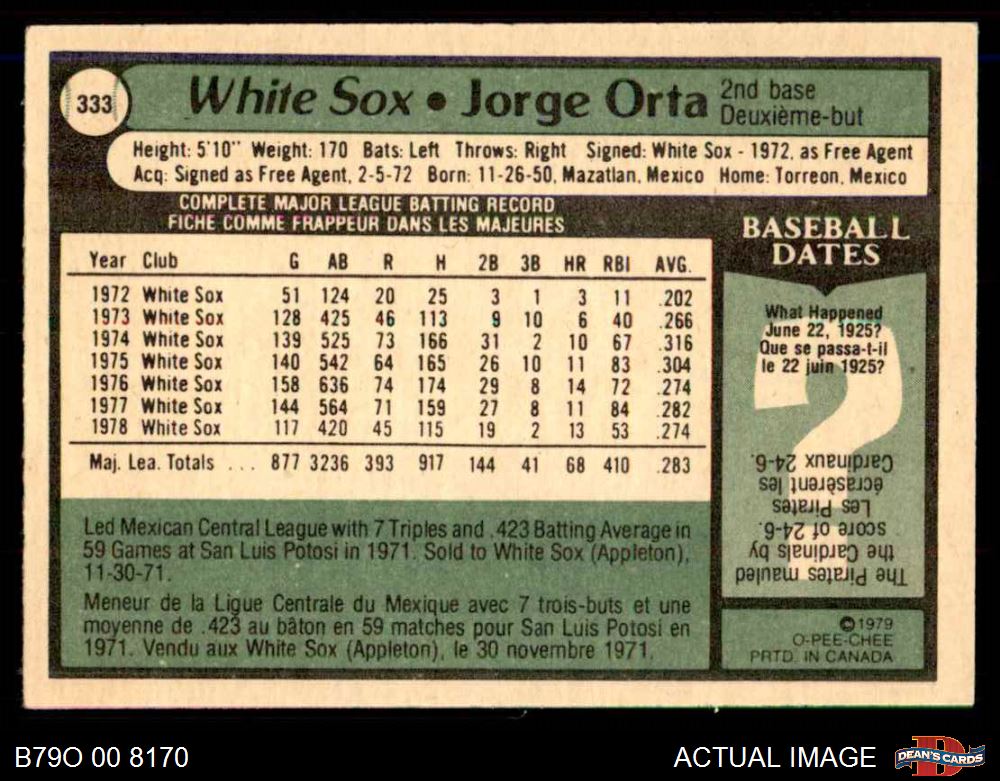 333
White Sox • Jorge Orta
2nd base
Deuxième-but
Height: 5'10" Weight: 170 Bats: Left Throws: Right Signed: White Sox - 1972, as Free Agent
Acq: Signed as Free Agent, 2-5-72 Born: 11-26-50, Mazatlan, Mexico Home: Torreon, Mexico
COMPLETE MAJOR LEAGUE BATTING RECORD
FICHE COMME FRAPPEUR DANS LES MAJEURES
Year Club G AB R H 2B 3B HR RBI AVG.
1972 White Sox 51 124 20 25 3 1 3 11 .202
1973 White Sox 128 425 46 113 9 10 6 40 .266
1974 White Sox 139 525 73 166 31 2 10 67 .316
1975 White Sox 140 542 64 165 26 10 11 83 .304
1976 White Sox 158 636 74 174 29 8 14 72 .274
1977 White Sox 144 564 71 159 27 8 11 84 .282
1978 White Sox 117 420 45 115 19 2 13 53 .274
Maj. Lea. Totals ... 877 3236 393 917 144 41 68 410 .283
Led Mexican Central League with 7 Triples and .423 Batting Average in
59 Games at San Luis Potosi in 1971. Sold to White Sox (Appleton),
11-30-71.
Meneur de la Ligue Centrale du Mexique avec 7 trois-buts et une
moyenne de .423 au bâton en 59 matches pour San Luis Potosi en
1971. Vendu aux White Sox (Appleton), le 30 novembre 1971.
BASEBALL
DATES
What Happened
June 22, 1925?
Que se passa-t-il
le 22 juin 1925?
The Pirates mauled
the Cardinals by
score of 24-6.
Les Pirates
écrasèrent les
Cardinaux 24-6.
©1979
O-PEE-CHEE
PRTD. IN CANADA
B79O 00 8170
ACTUAL IMAGE
DEAN'S CARDS